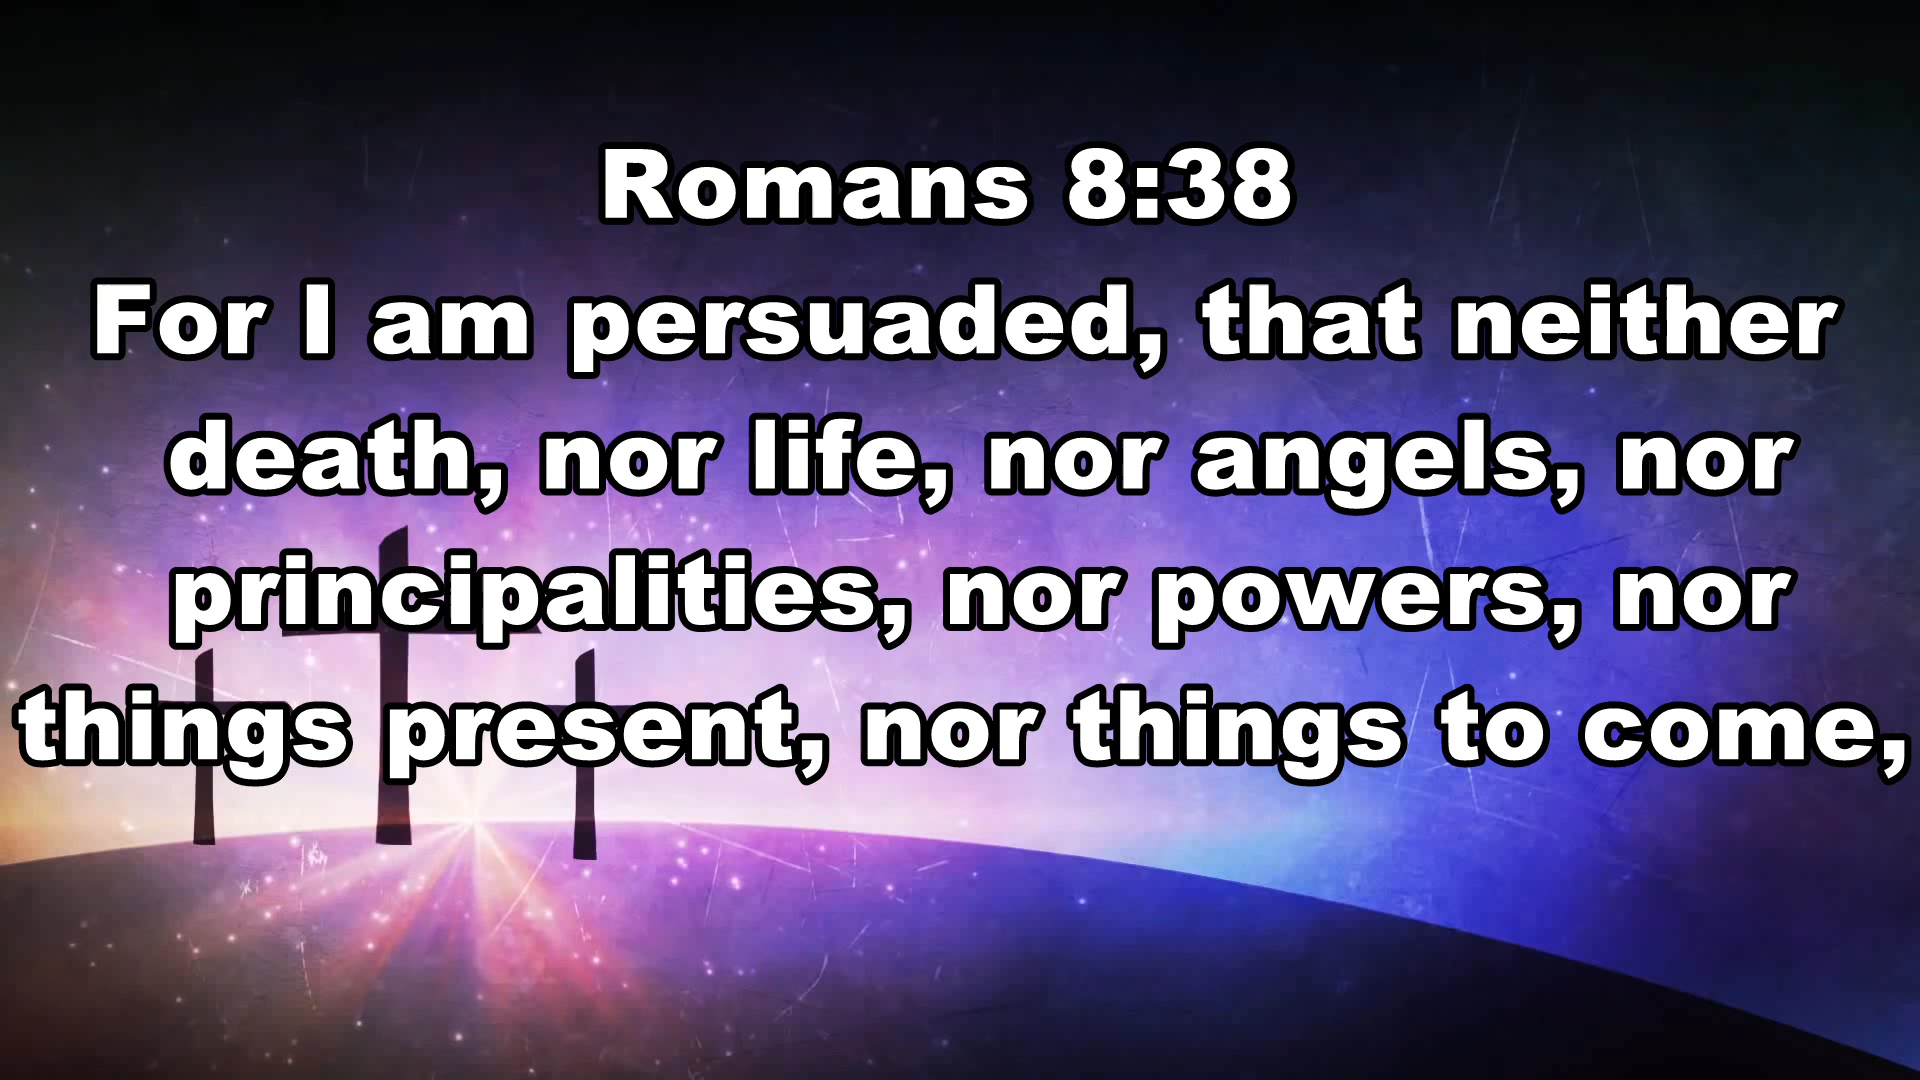 Romans 8:38
For I am persuaded, that neither
death, nor life, nor angels, nor
principalities, nor powers, nor
things present, nor things to come,